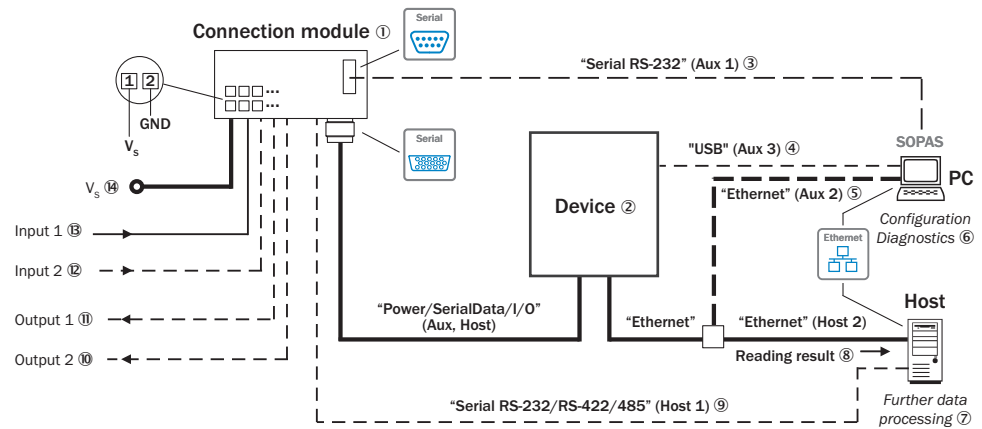 Serial
Connection module ①
"Serial RS-232" (Aux 1) ③
1 2
GND
Vs
Serial
SOPAS
"USB" (Aux 3) ④
PC
Vs ⑭
"Ethernet" (Aux 2) ⑤
Device ②
Configuration
Diagnostics ⑥
Input 1 ⑬
Ethernet
Input 2 ⑫
"Power/SerialData/I/O"
(Aux, Host)
Host
Output 1 ⑪
"Ethernet"
"Ethernet" (Host 2)
Output 2 ⑩
Reading result ⑧
"Serial RS-232/RS-422/485" (Host 1) ⑨
Further data
processing ⑦